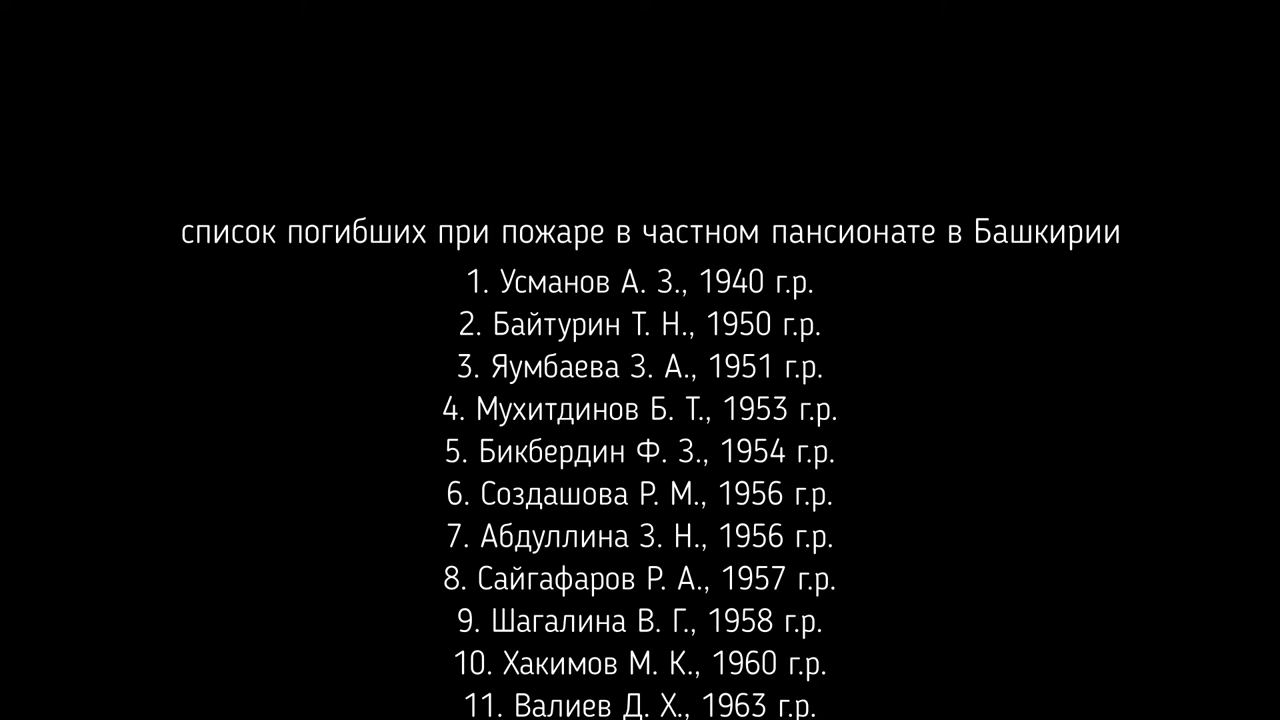 список погибших при пожаре в частном пансионате в Башкирии
1. Усманов А. З., 1940 г.р.
2. Байтурин Т. Н., 1950 г.р.
3. Яумбаева З. А., 1951 г.р.
4. Мухитдинов Б. Т., 1953 г.р.
5. Бикбердин Ф. З., 1954 г.р.
6. Создашова Р. М., 1956 г.р.
7. Абдуллина З. Н., 1956 г.р.
8. Сайгафаров Р. А., 1957 г.р.
9. Шагалина В. Г., 1958 г.р.
10. Хакимов М. К., 1960 г.р.
11. Валиев Д. Х., 1963 г.р.